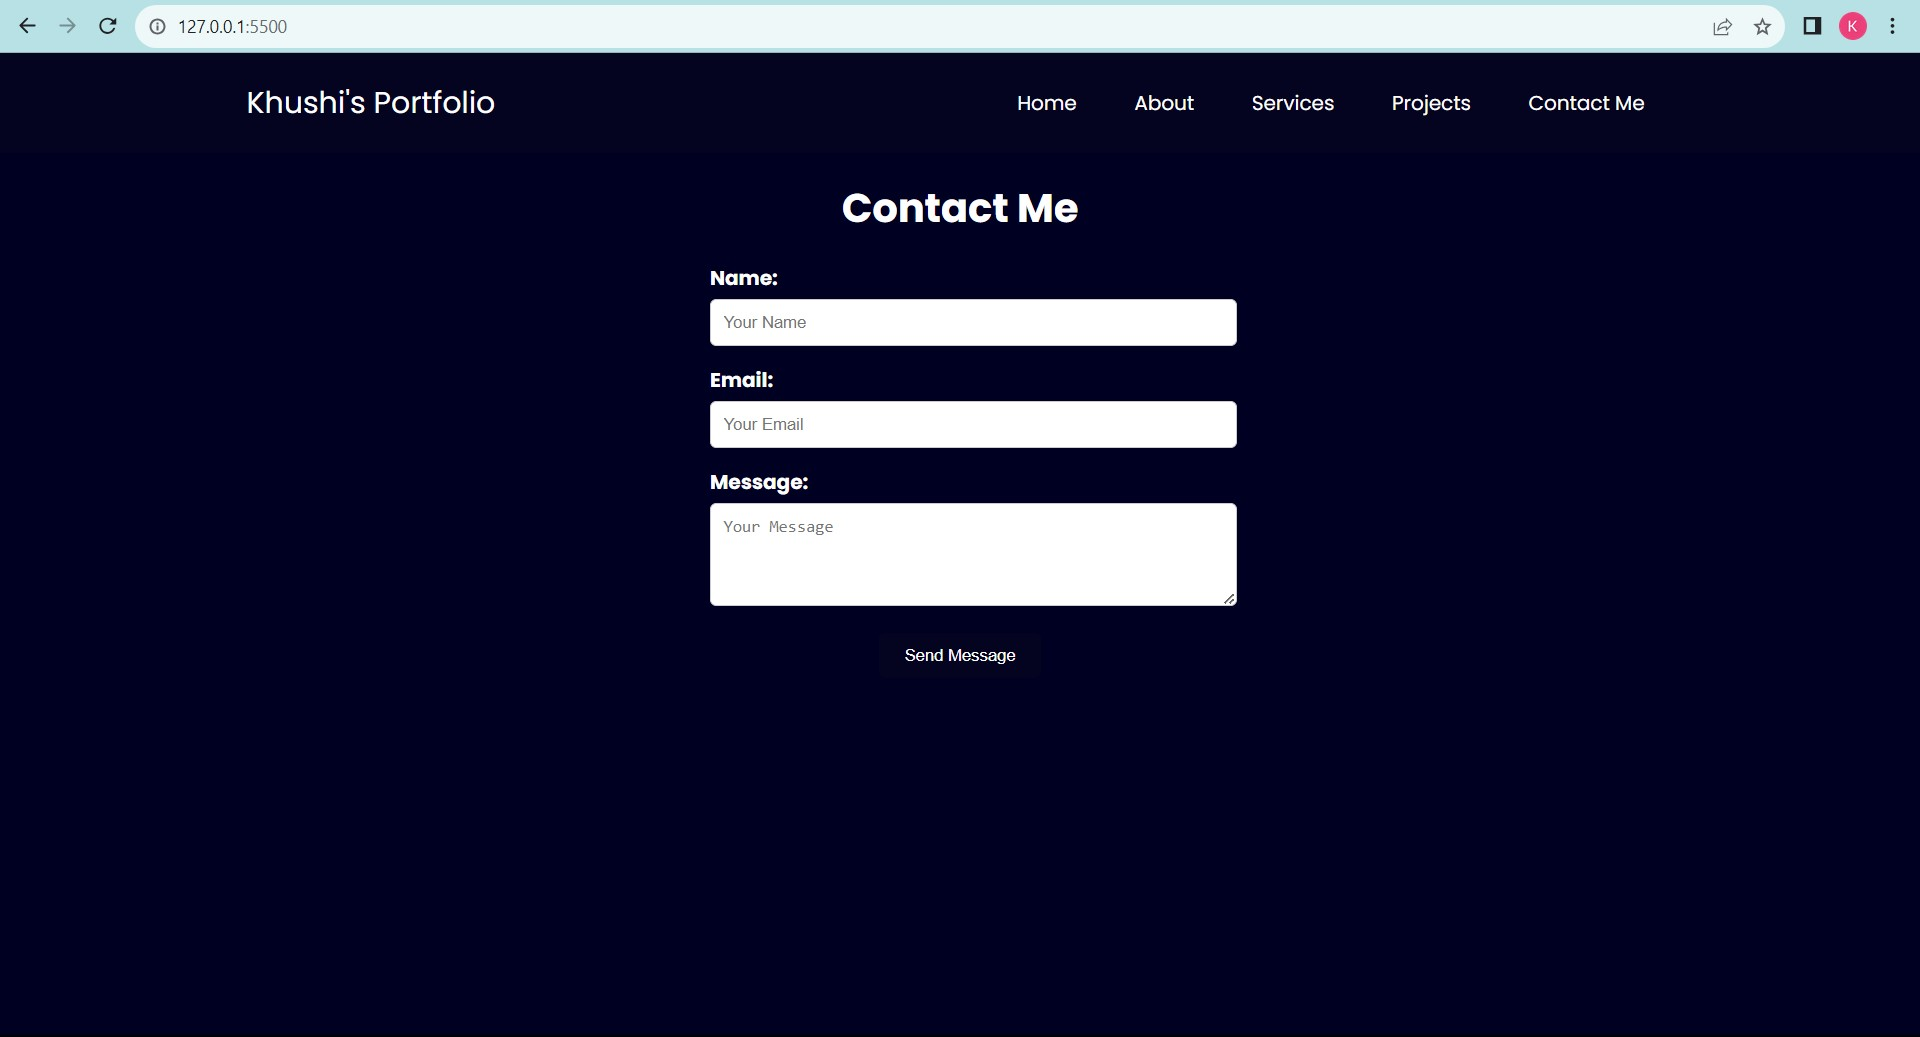 127.0.0.1:5500
K
Khushi's Portfolio Home About Services Projects Contact Me
Contact Me
Name:
Your Name
Email:
Your Email
Message:
Your Message
Send Message